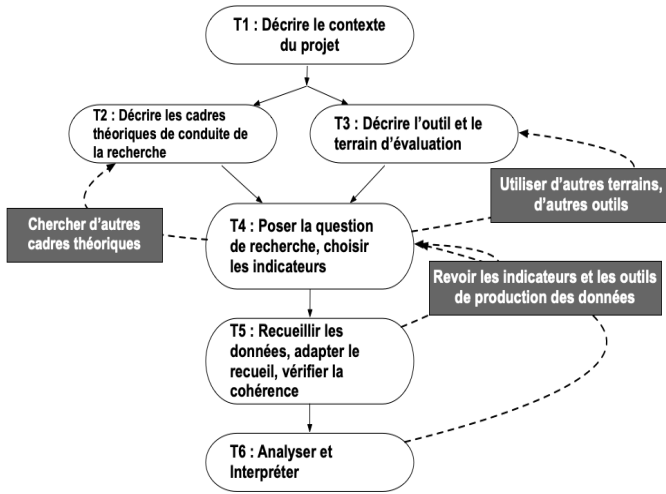 T1 : Décrire le contexte
du projet
T2 : Décrire les cadres
théoriques de conduite de
la recherche
T3 : Décrire l’outil et le
terrain d’évaluation
Utiliser d’autres terrains,
d’autres outils
Chercher d’autres
cadres théoriques
T4 : Poser la question
de recherche, choisir
les indicateurs
Revoir les indicateurs et les outils
de production des données
T5 : Recueillir les
données, adapter le
recueil, vérifier la
cohérence
T6 : Analyser et
Interpréter